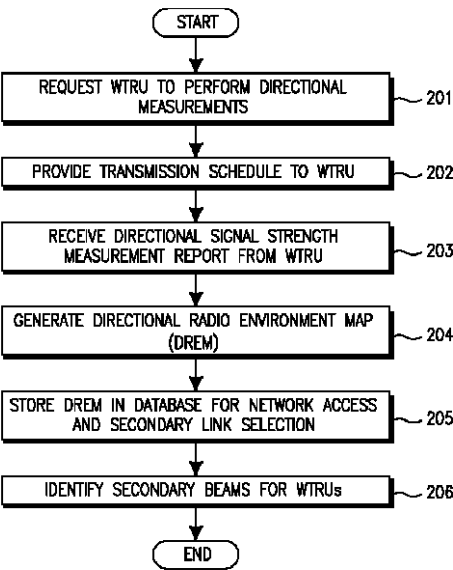 START
REQUEST WTRU TO PERFORM DIRECTIONAL
MEASUREMENTS
201
PROVIDE TRANSMISSION SCHEDULE TO WTRU
202
RECEIVE DIRECTIONAL SIGNAL STRENGTH
MEASUREMENT REPORT FROM WTRU
203
GENERATE DIRECTIONAL RADIO ENVIRONMENT MAP
(DREM)
204
STORE DREM IN DATABASE FOR NETWORK ACCESS
AND SECONDARY LINK SELECTION
205
IDENTIFY SECONDARY BEAMS FOR WTRUs
206
END